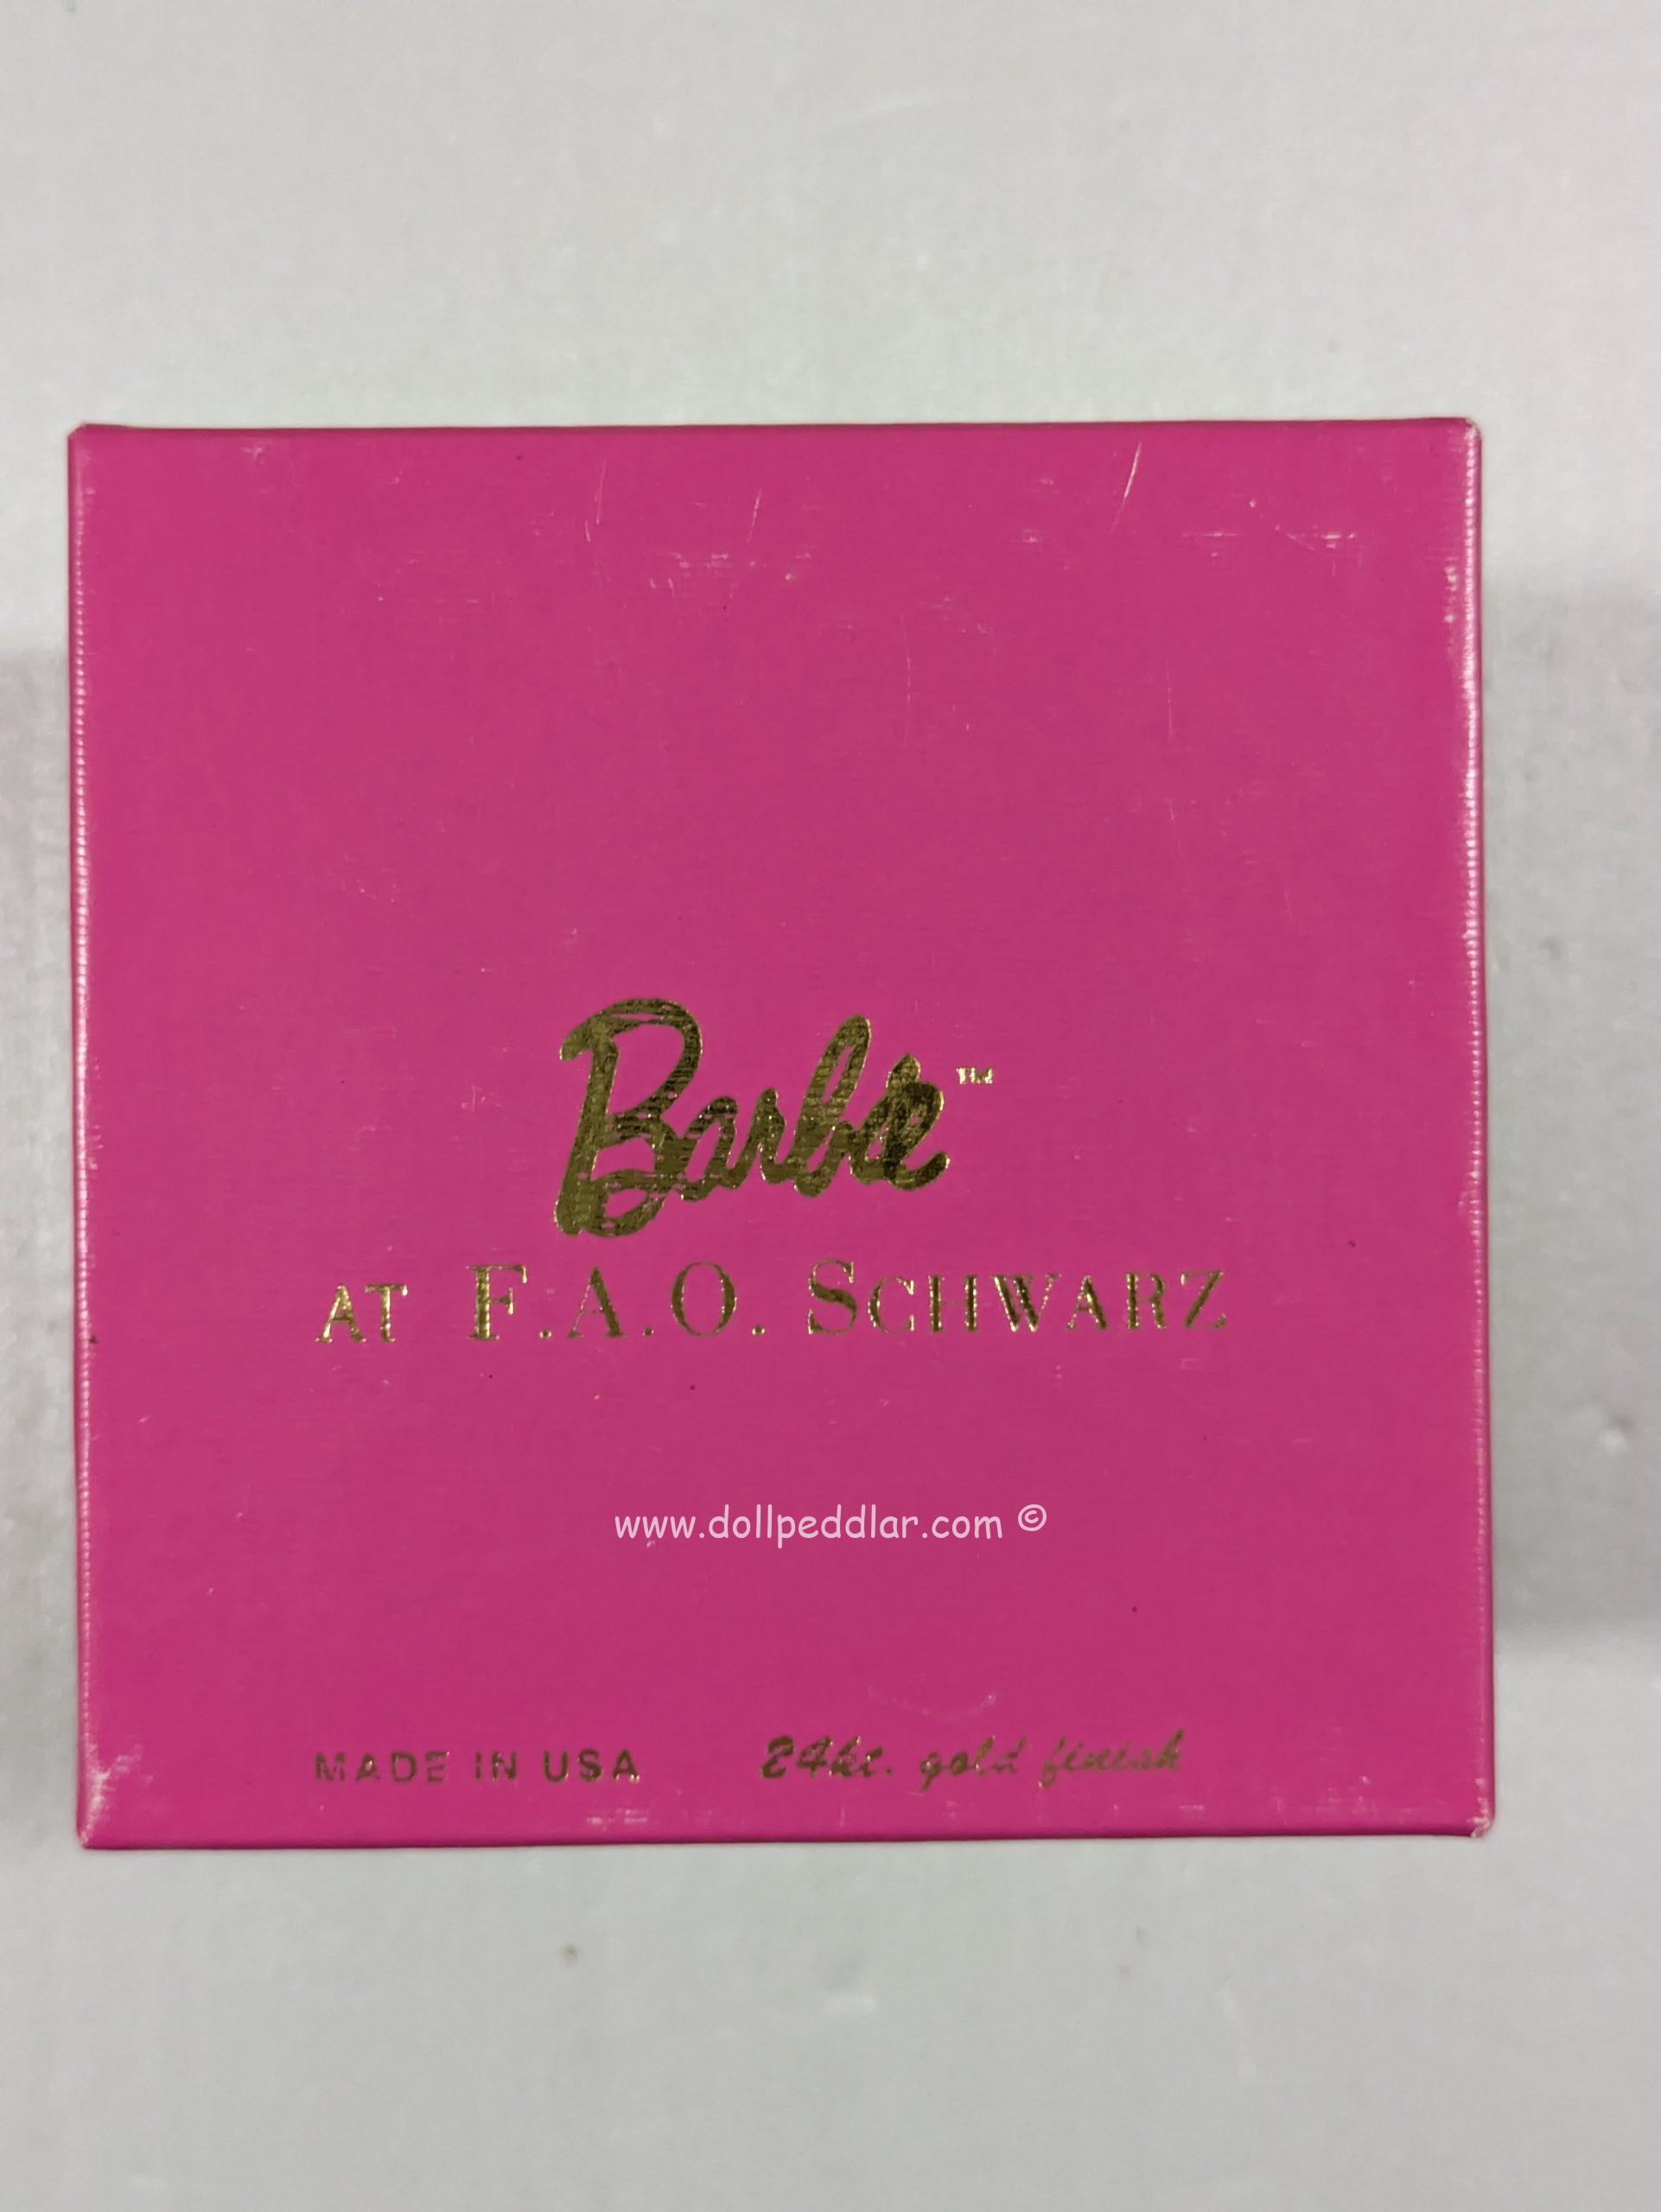 Barbie™
AT F.A.O. SCHWARZ
www.dollpeddlar.com ©
MADE IN USA 24kt. gold finish